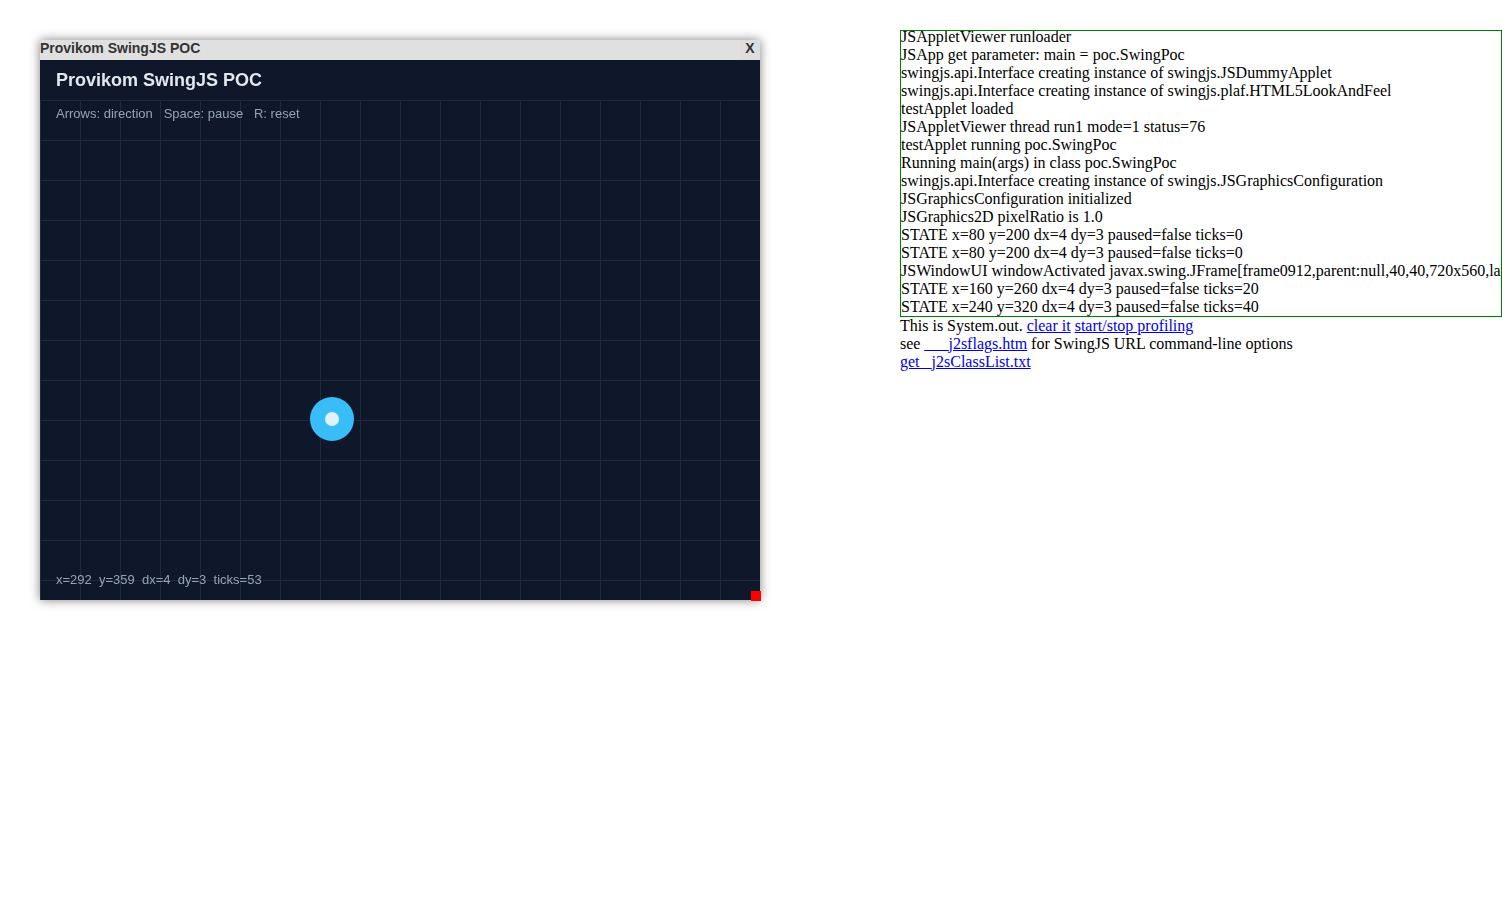 Provikom SwingJS POC X
Provikom SwingJS POC
Arrows: direction Space: pause R: reset
x=292 y=359 dx=4 dy=3 ticks=53
JSAppletViewer runloader
JSApp get parameter: main = poc.SwingPoc
swingjs.api.Interface creating instance of swingjs.JSDummyApplet
swingjs.api.Interface creating instance of swingjs.plaf.HTML5LookAndFeel
testApplet loaded
JSAppletViewer thread run1 mode=1 status=76
testApplet running poc.SwingPoc
Running main(args) in class poc.SwingPoc
swingjs.api.Interface creating instance of swingjs.JSGraphicsConfiguration
JSGraphicsConfiguration initialized
JSGraphics2D pixelRatio is 1.0
STATE x=80 y=200 dx=4 dy=3 paused=false ticks=0
STATE x=80 y=200 dx=4 dy=3 paused=false ticks=0
JSWindowUI windowActivated javax.swing.JFrame[frame0912,parent:null,40,40,720x560,la
STATE x=160 y=260 dx=4 dy=3 paused=false ticks=20
STATE x=240 y=320 dx=4 dy=3 paused=false ticks=40
This is System.out. clear it start/stop profiling
see ___j2sflags.htm for SwingJS URL command-line options
get _j2sClassList.txt